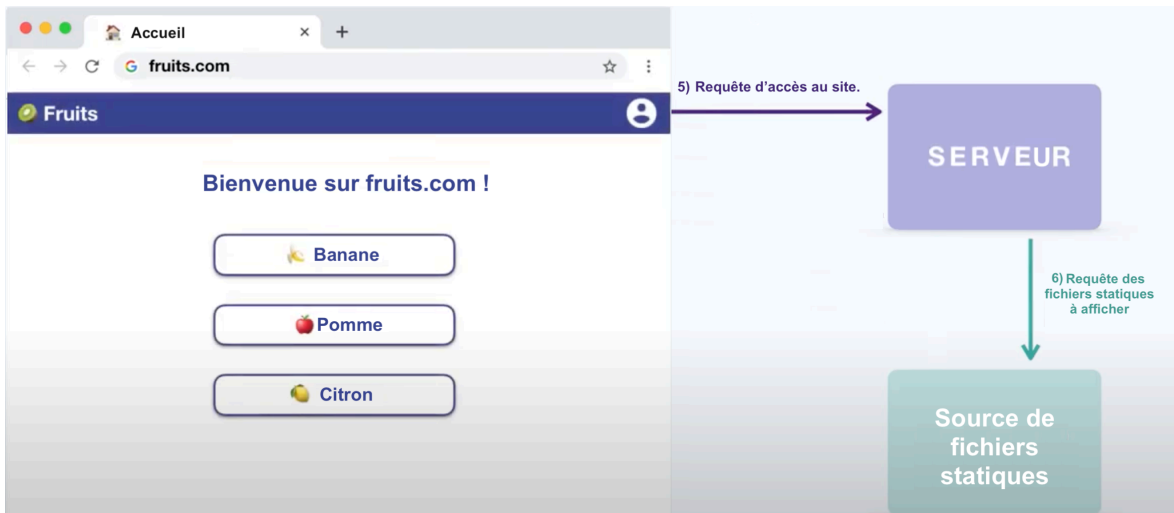 Accueil
fruits.com
Fruits
5) Requête d'accès au site.
SERVEUR
Bienvenue sur fruits.com !
Banane
Pomme
Citron
6) Requête des
fichiers statiques
à afficher
Source de
fichiers
statiques